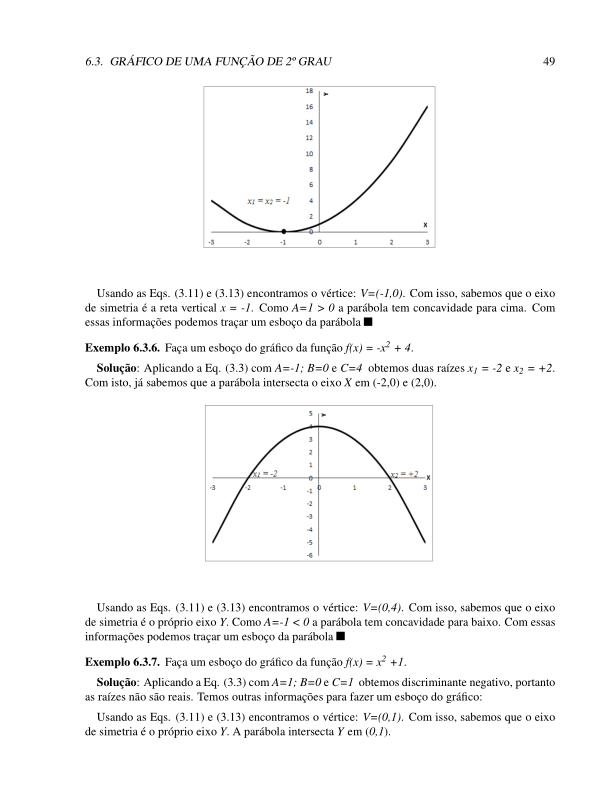 6.3. GRÁFICO DE UMA FUNÇÃO DE 2º GRAU 49
18
Y
16
14
12
10
8
6
x1 = x2 = -1
4
2
X
0
-3 -2 -1 0 1 2 3
Usando as Eqs. (3.11) e (3.13) encontramos o vértice: V=(-1,0). Com isso, sabemos que o eixo
de simetria é a reta vertical x = -1. Como A=1 > 0 a parábola tem concavidade para cima. Com
essas informações podemos traçar um esboço da parábola ■
Exemplo 6.3.6. Faça um esboço do gráfico da função f(x) = -x² + 4.
Solução: Aplicando a Eq. (3.3) com A=-1; B=0 e C=4 obtemos duas raízes x1 = -2 e x2 = +2.
Com isto, já sabemos que a parábola intersecta o eixo X em (-2,0) e (2,0).
5
Y
4
3
2
1
x1 = -2 0 x2 = +2 X
-3 -2 -1 0 1 2 3
-1
-2
-3
-4
-5
-6
Usando as Eqs. (3.11) e (3.13) encontramos o vértice: V=(0,4). Com isso, sabemos que o eixo
de simetria é o próprio eixo Y. Como A=-1 < 0 a parábola tem concavidade para baixo. Com essas
informações podemos traçar um esboço da parábola ■
Exemplo 6.3.7. Faça um esboço do gráfico da função f(x) = x² +1.
Solução: Aplicando a Eq. (3.3) com A=1; B=0 e C=1 obtemos discriminante negativo, portanto
as raízes não são reais. Temos outras informações para fazer um esboço do gráfico:
Usando as Eqs. (3.11) e (3.13) encontramos o vértice: V=(0,1). Com isso, sabemos que o eixo
de simetria é o próprio eixo Y. A parábola intersecta Y em (0,1).